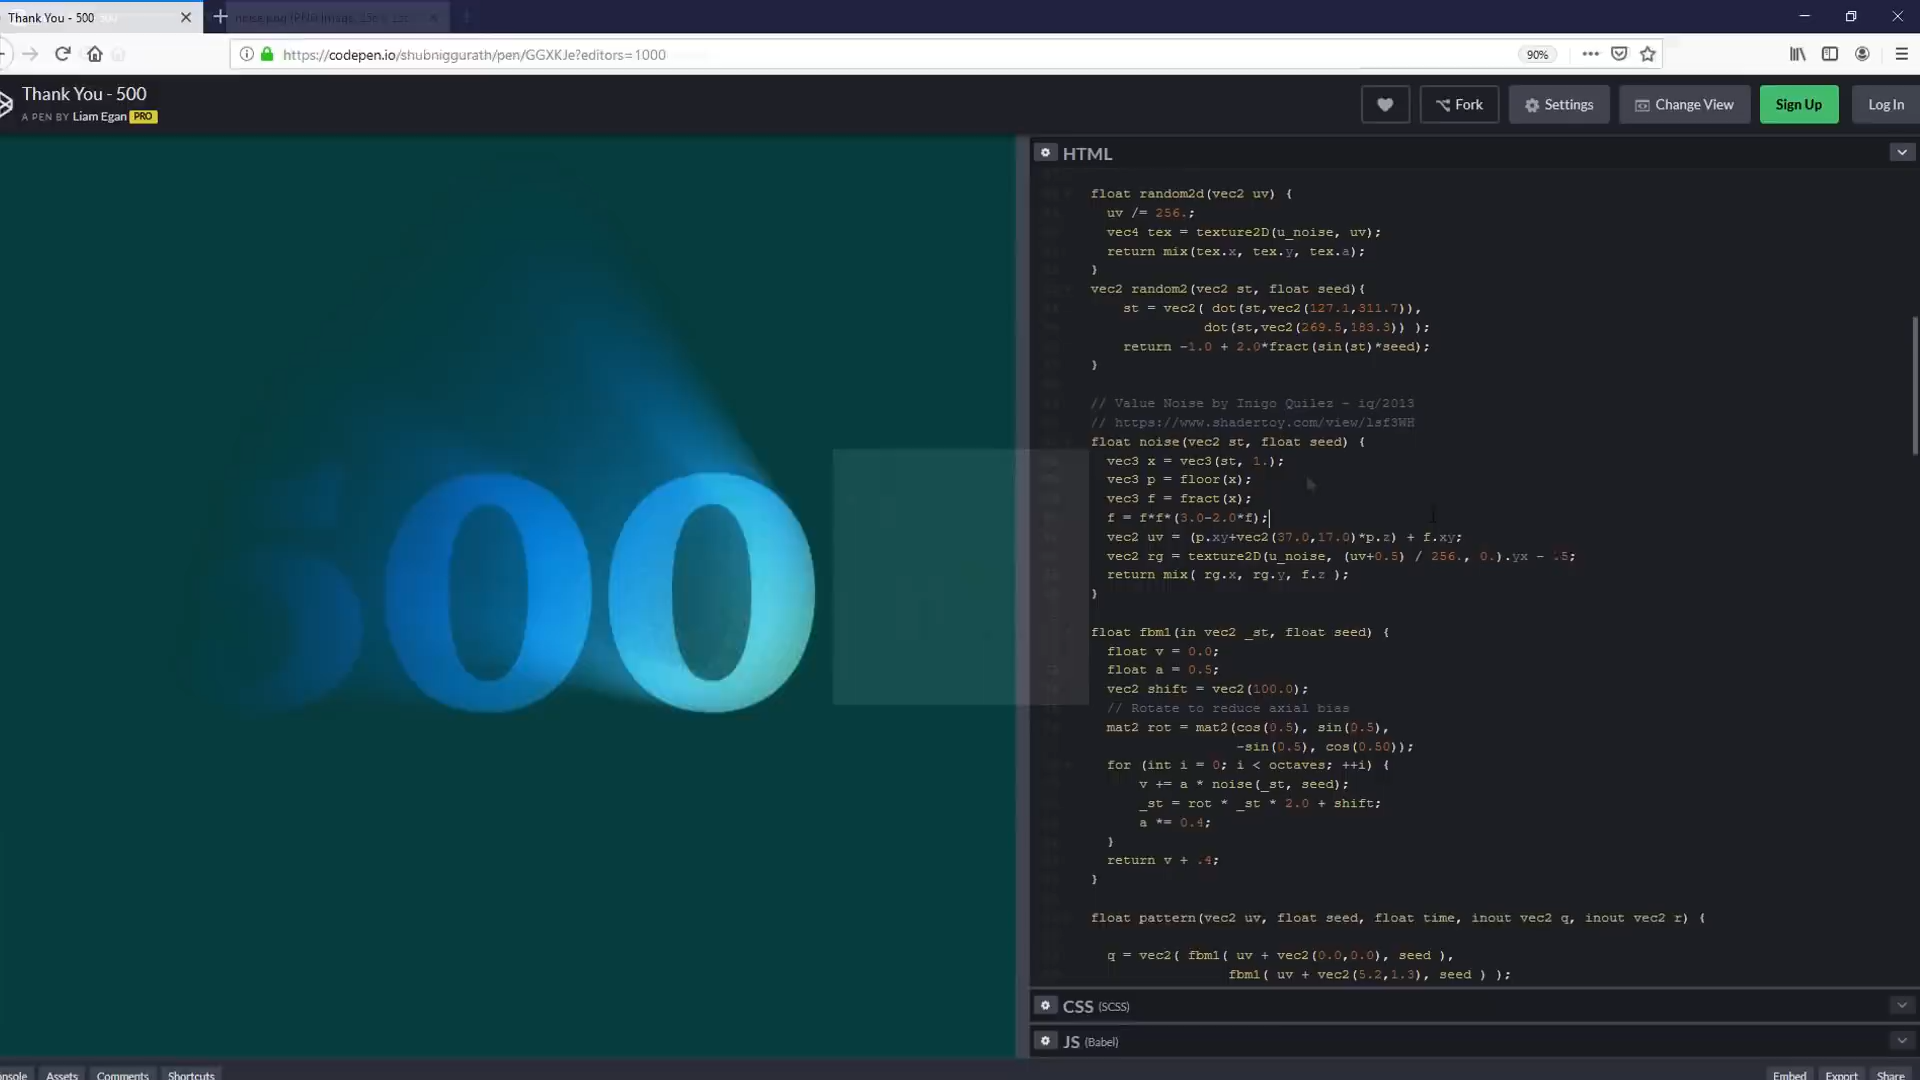 Thank You - 500
https://codepen.io/shubniggurath/pen/GGXKJe?editors=1000
90%
Thank You - 500
A PEN BY Liam Egan PRO
Fork
Settings
Change View
Sign Up
Log In
500
HTML
float random2d(vec2 uv) {
uv /= 256.;
vec4 tex = texture2D(u_noise, uv);
return mix(tex.x, tex.y, tex.a);
}
vec2 random2(vec2 st, float seed){
st = vec2( dot(st,vec2(127.1,311.7)),
dot(st,vec2(269.5,183.3)) );
return -1.0 + 2.0*fract(sin(st)*seed);
}
// Value Noise by Inigo Quilez - iq/2013
// https://www.shadertoy.com/view/lsf3WH
float noise(vec2 st, float seed) {
vec3 x = vec3(st, 1.);
vec3 p = floor(x);
vec3 f = fract(x);
f = f*f*(3.0-2.0*f);
vec2 uv = (p.xy+vec2(37.0,17.0)*p.z) + f.xy;
vec2 rg = texture2D(u_noise, (uv+0.5) / 256., 0.).yx - .5;
return mix( rg.x, rg.y, f.z );
}
float fbm1(in vec2 _st, float seed) {
float v = 0.0;
float a = 0.5;
vec2 shift = vec2(100.0);
// Rotate to reduce axial bias
mat2 rot = mat2(cos(0.5), sin(0.5),
-sin(0.5), cos(0.50));
for (int i = 0; i < octaves; ++i) {
v += a * noise(_st, seed);
_st = rot * _st * 2.0 + shift;
a *= 0.4;
}
return v + .4;
}
float pattern(vec2 uv, float seed, float time, inout vec2 q, inout vec2 r) {
q = vec2( fbm1( uv + vec2(0.0,0.0), seed ),
fbm1( uv + vec2(5.2,1.3), seed ) );
CSS (SCSS)
JS (Babel)
Assets
Comments
Shortcuts
Embed
Export
Share